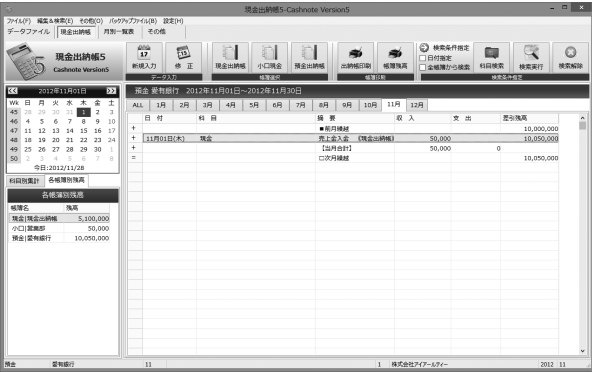 現金出納帳5-Cashnote Version5
ファイル(F) 編集&検索(E) その他(O) バックアップファイル(B) 設定(H)
データファイル 現金出納帳 月別一覧表 その他
現金出納帳5
Cashnote Version5
17 15
新規入力 修 正 現金出納帳 小口現金 預金出納帳 出納帳印刷 帳簿残高
検索条件指定
日付指定
全帳簿から検索
科目検索 検索実行 検索解除
データ入力 帳簿選択 帳簿印刷 検索条件指定
2012年11月01日
Wk 日 月 火 水 木 金 土
45 28 29 30 31 1 2 3
46 4 5 6 7 8 9 10
47 11 12 13 14 15 16 17
48 18 19 20 21 22 23 24
49 25 26 27 28 29 30 1
50 2 3 4 5 6 7 8
今日:2012/11/28
科目別集計 各帳簿別残高
各帳簿別残高
帳簿名 残高
現金|現金出納帳 5,100,000
小口|営業部 50,000
預金|愛有銀行 10,050,000
預金 愛有銀行 2012年11月01日~2012年11月30日
ALL 1月 2月 3月 4月 5月 6月 7月 8月 9月 10月 11月 12月
日 付 科 目 摘 要 収 入 支 出 差引残高
+ ■前月繰越 10,000,000
+ 11月01日(木) 現金 売上金入金 《現金出納帳》 50,000 10,050,000
+ 【当月合計】 50,000 0
= □次月繰越 10,050,000
預金 愛有銀行 11 1 株式会社アイアールティー 2012 11